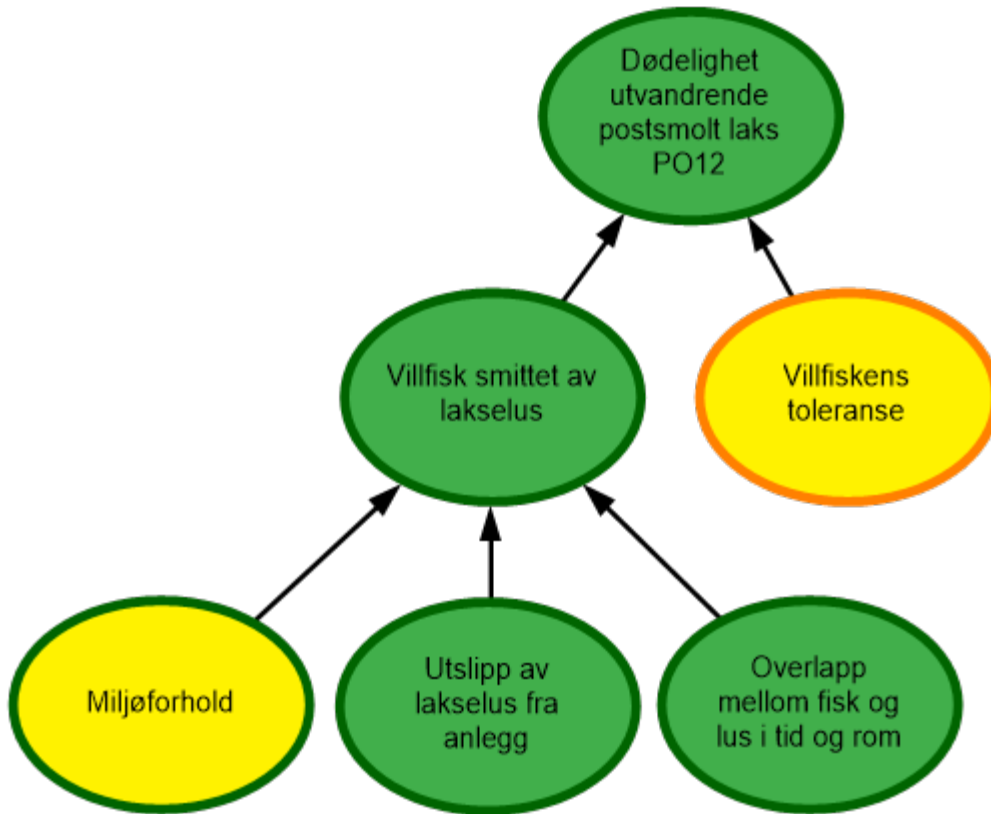 Dødelighet
utvandrende
postsmolt laks
PO12
Villfisk smittet av
lakselus
Villfiskens
toleranse
Miljøforhold
Utslipp av
lakselus fra
anlegg
Overlapp
mellom fisk og
lus i tid og rom